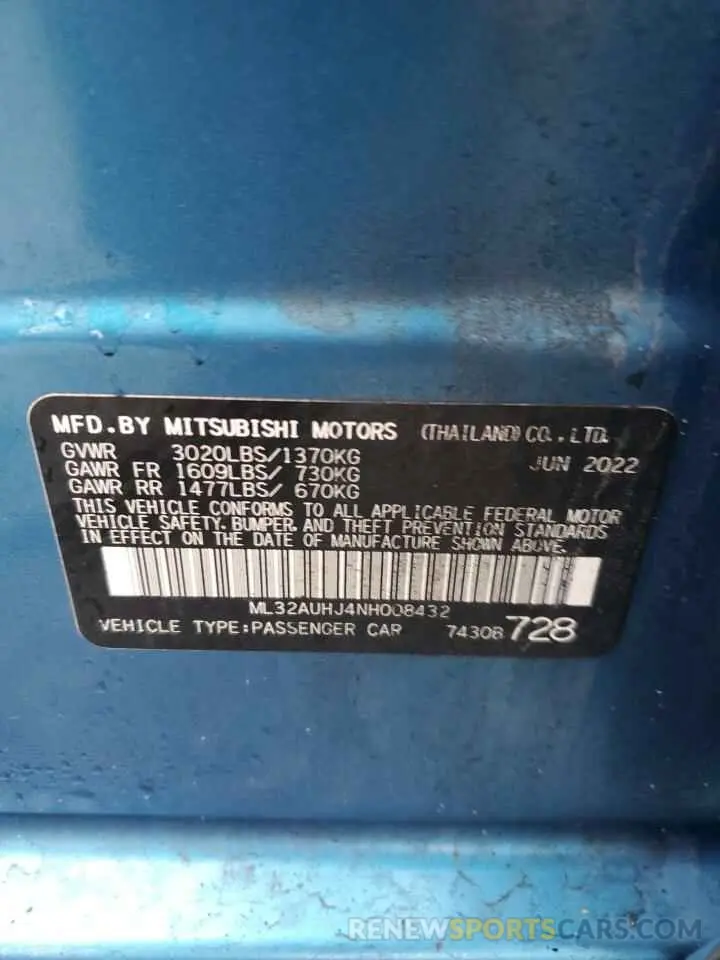 MFD.BY MITSUBISHI MOTORS (THAILAND) CO., LTD.
GVWR 3020LBS/1370KG JUN 2022
GAWR FR 1609LBS/ 730KG
GAWR RR 1477LBS/ 670KG
THIS VEHICLE CONFORMS TO ALL APPLICABLE FEDERAL MOTOR
VEHICLE SAFETY, BUMPER, AND THEFT PREVENTION STANDARDS
IN EFFECT ON THE DATE OF MANUFACTURE SHOWN ABOVE.
ML32AUHJ4NH008432
VEHICLE TYPE:PASSENGER CAR 74308 728
RENEWSPORTSCARS.COM